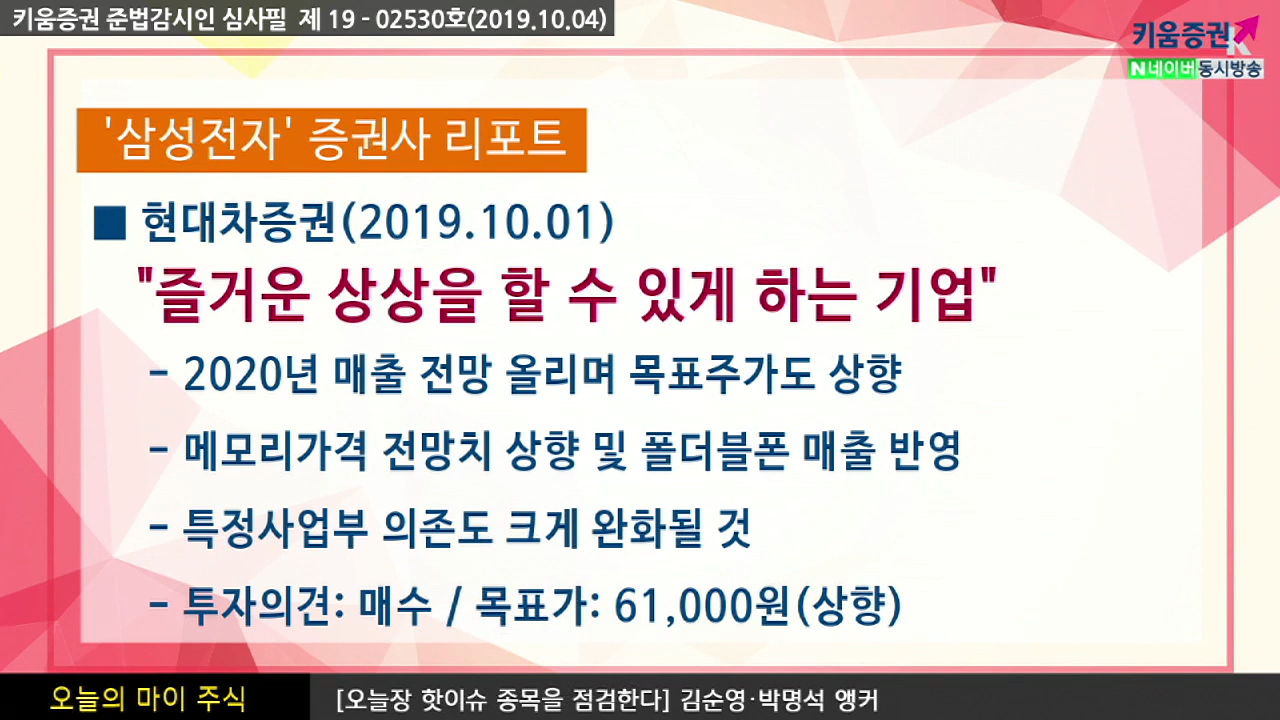 키움증권 준법감시인 심사필 제 19 - 02530호(2019.10.04)
키움증권
N 네이버 동시방송
'삼성전자' 증권사 리포트
■ 현대차증권(2019.10.01)
"즐거운 상상을 할 수 있게 하는 기업"
- 2020년 매출 전망 올리며 목표주가도 상향
- 메모리가격 전망치 상향 및 폴더블폰 매출 반영
- 특정사업부 의존도 크게 완화될 것
- 투자의견: 매수 / 목표가: 61,000원(상향)
오늘의 마이 주식
[오늘장 핫이슈 종목을 점검한다] 김순영·박명석 앵커